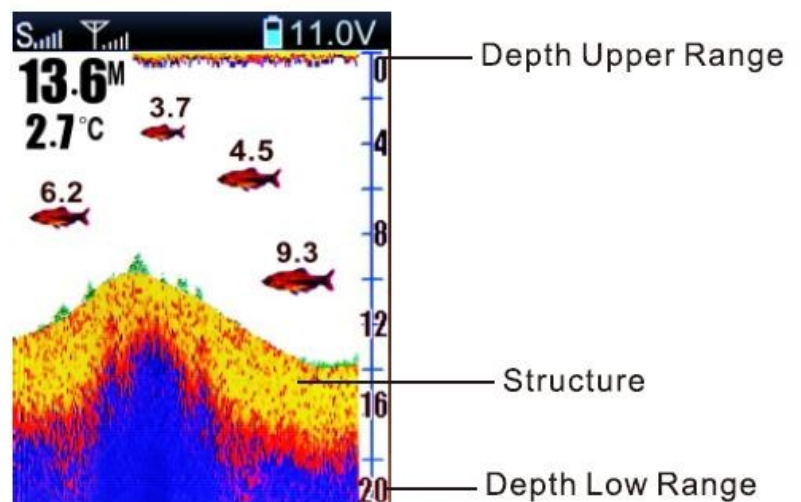 S 11.0V
Depth Upper Range
0
13.6M
3.7
2.7°C
4
4.5
6.2
8
9.3
12
Structure
16
Depth Low Range
20